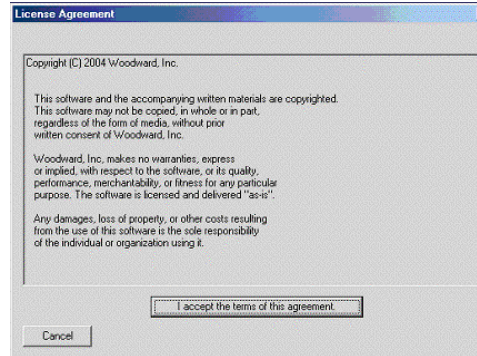 License Agreement
Copyright (C) 2004 Woodward, Inc.
This software and the accompanying written materials are copyrighted.
This software may not be copied, in whole or in part,
regardless of the form of media, without prior
written consent of Woodward, Inc.
Woodward, Inc, makes no warranties, express
or implied, with respect to the software, or its quality,
performance, merchantability, or fitness for any particular
purpose. The software is licensed and delivered "as-is".
Any damages, loss of property, or other costs resulting
from the use of this software is the sole responsibility
of the individual or organization using it.
I accept the terms of this agreement.
Cancel